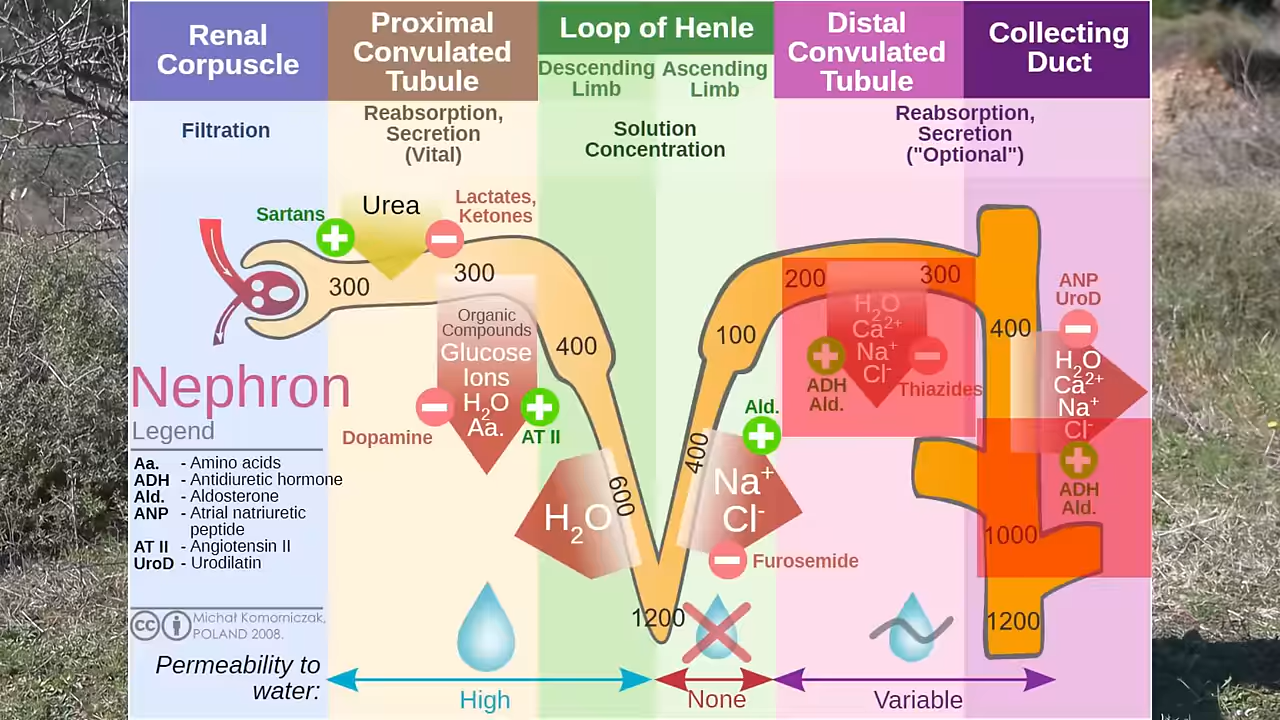 Renal
Corpuscle
Proximal
Convulated
Tubule
Loop of Henle
Descending
Limb
Ascending
Limb
Distal
Convulated
Tubule
Collecting
Duct
Filtration
Reabsorption,
Secretion
(Vital)
Solution
Concentration
Reabsorption,
Secretion
("Optional")
Sartans
Urea
Lactates,
Ketones
300
300
Organic
Compounds
Glucose
Ions
H2O
Aa.
Dopamine
AT II
400
600
H2O
1200
400
100
Ald.
Na+
Cl-
Furosemide
200
300
H2O
Ca2+
Na+
Cl-
ADH
Ald.
Thiazides
400
ANP
UroD
H2O
Ca2+
Na+
Cl-
ADH
Ald.
1000
1200
Nephron
Legend
Aa. - Amino acids
ADH - Antidiuretic hormone
Ald. - Aldosterone
ANP - Atrial natriuretic
peptide
AT II - Angiotensin II
UroD - Urodilatin
cc
Michał Komorniczak,
POLAND 2008.
Permeability to
water:
High
None
Variable